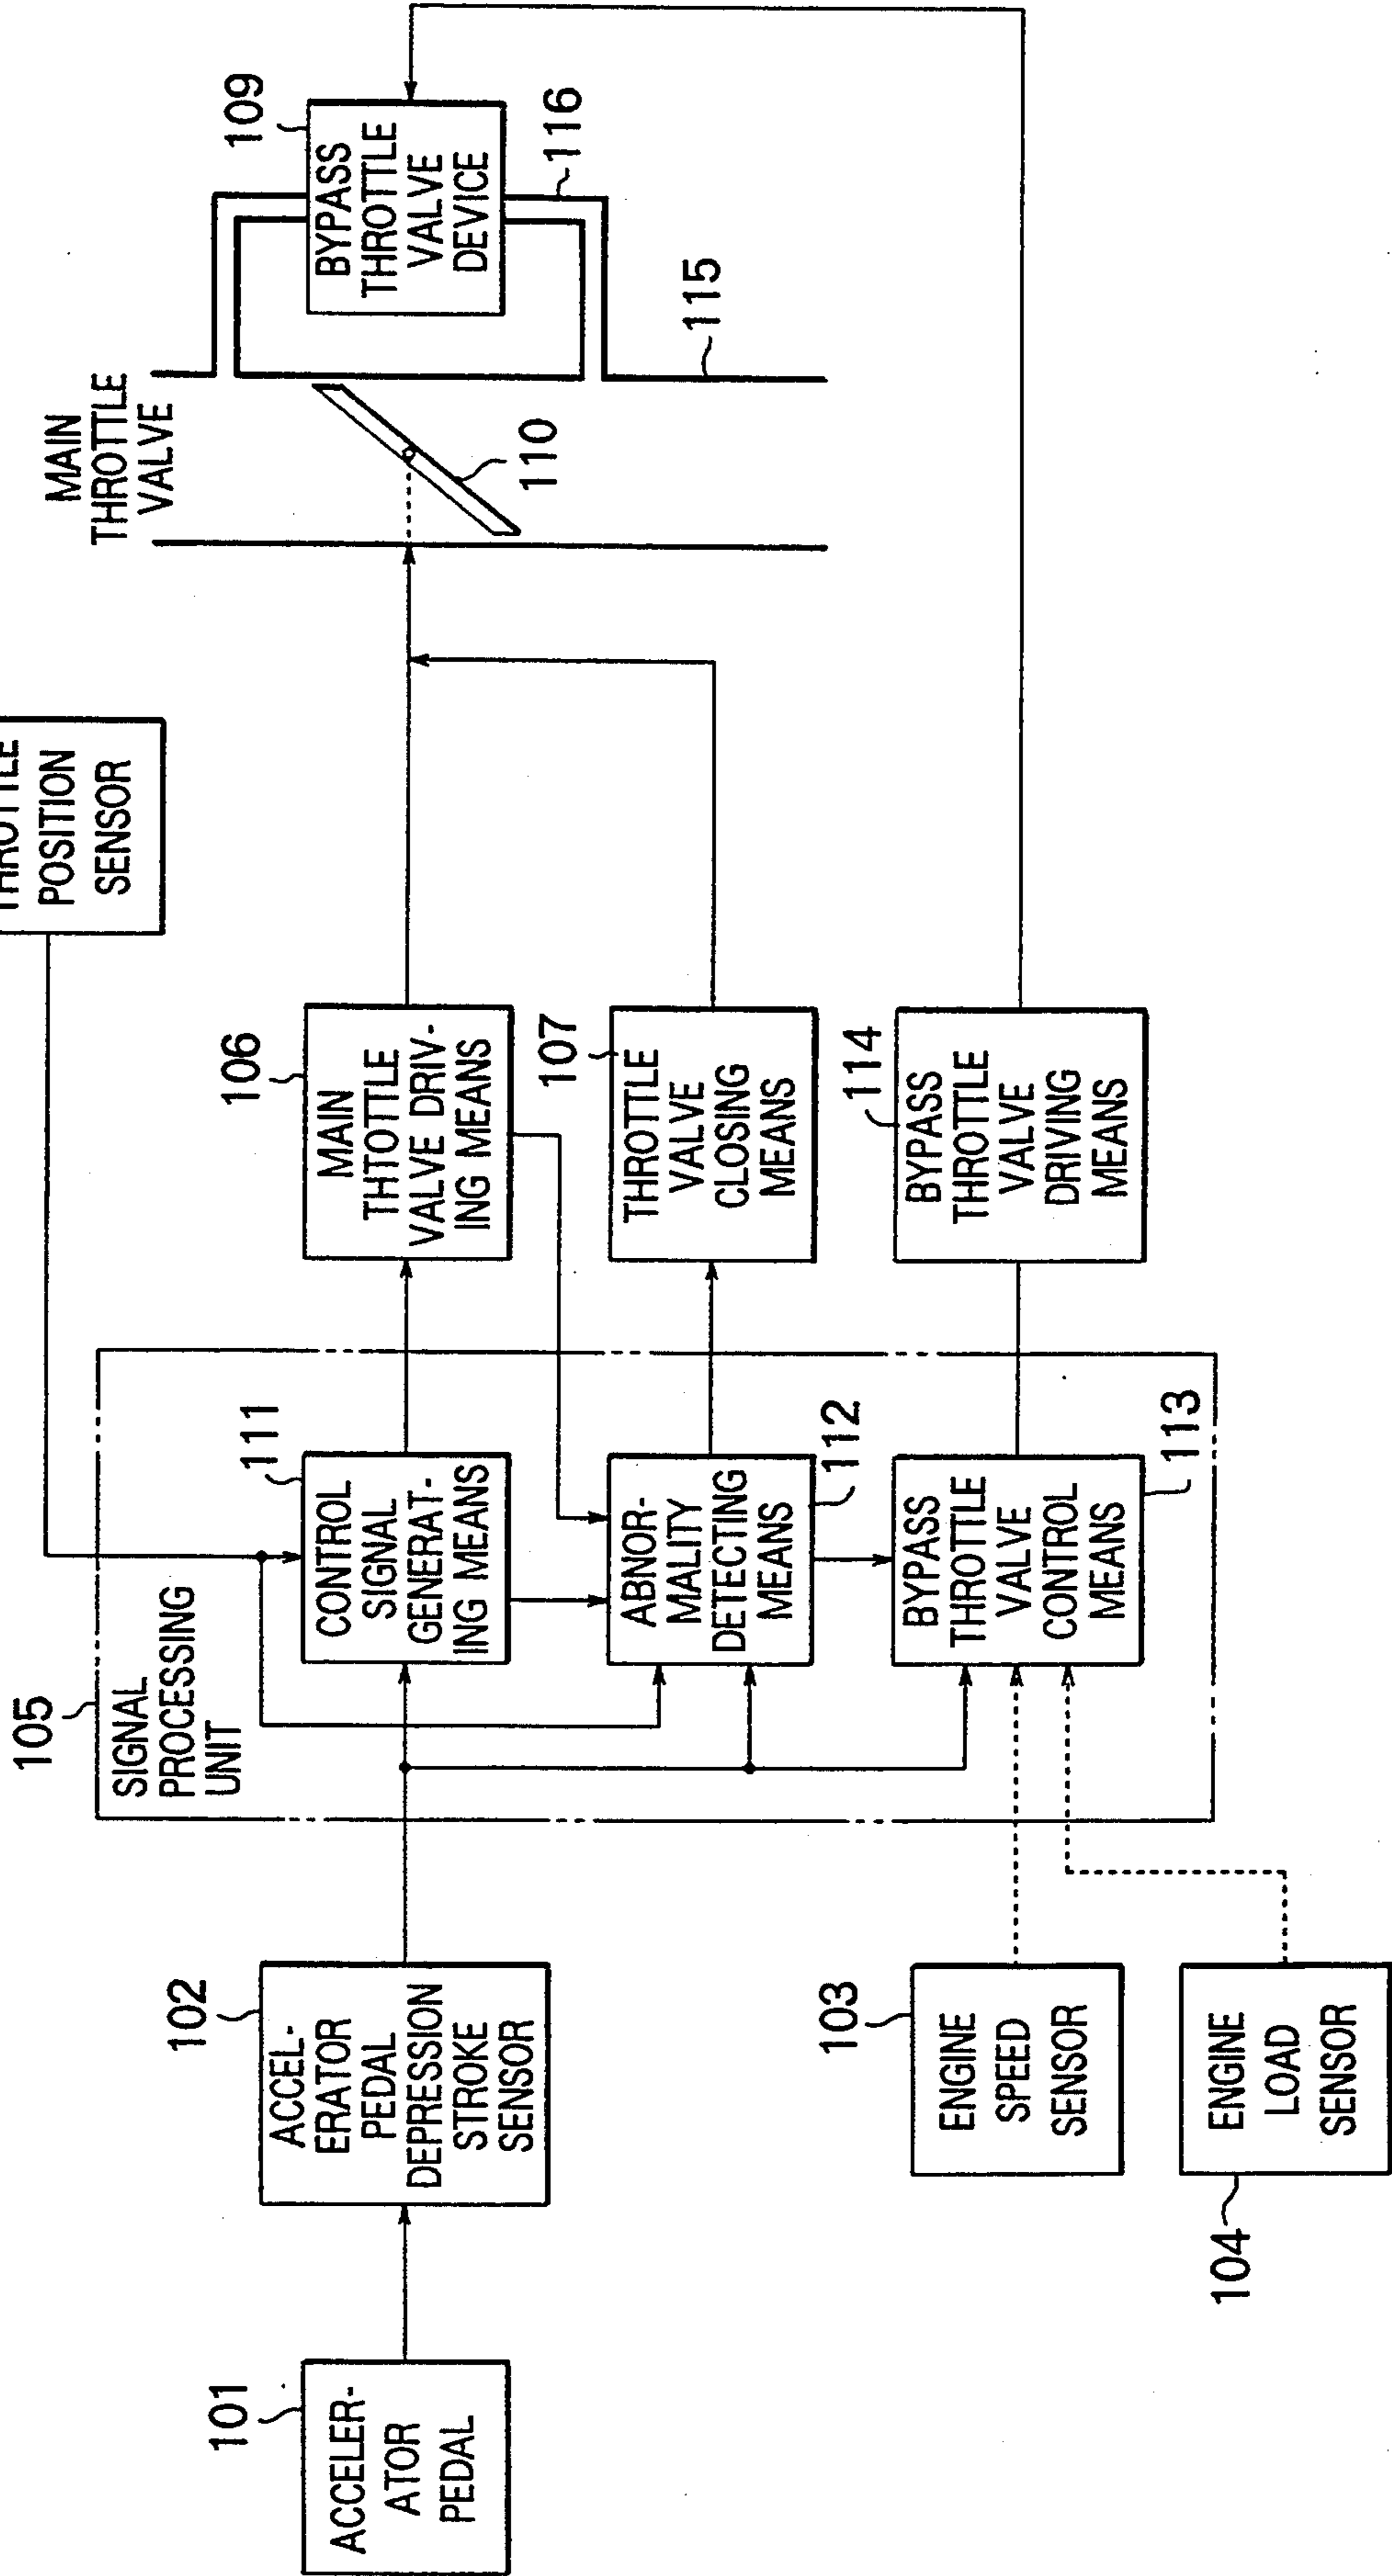 101
ACCELER-
ATOR
PEDAL
102
ACCEL-
ERATOR
PEDAL
DEPRESSION
STROKE
SENSOR
103
ENGINE
SPEED
SENSOR
104
ENGINE
LOAD
SENSOR
105
SIGNAL
PROCESSING
UNIT
111
CONTROL
SIGNAL
GENERAT-
ING MEANS
ABNOR-
MALITY
DETECTING
MEANS
112
BYPASS
THROTTLE
VALVE
CONTROL
MEANS
113
106
MAIN
THTOTTLE
VALVE DRIV-
ING MEANS
107
THROTTLE
VALVE
CLOSING
MEANS
114
BYPASS
THROTTLE
VALVE
DRIVING
MEANS
THROTTLE
POSITION
SENSOR
MAIN
THROTTLE
VALVE
110
109
BYPASS
THROTTLE
VALVE
DEVICE
116
115